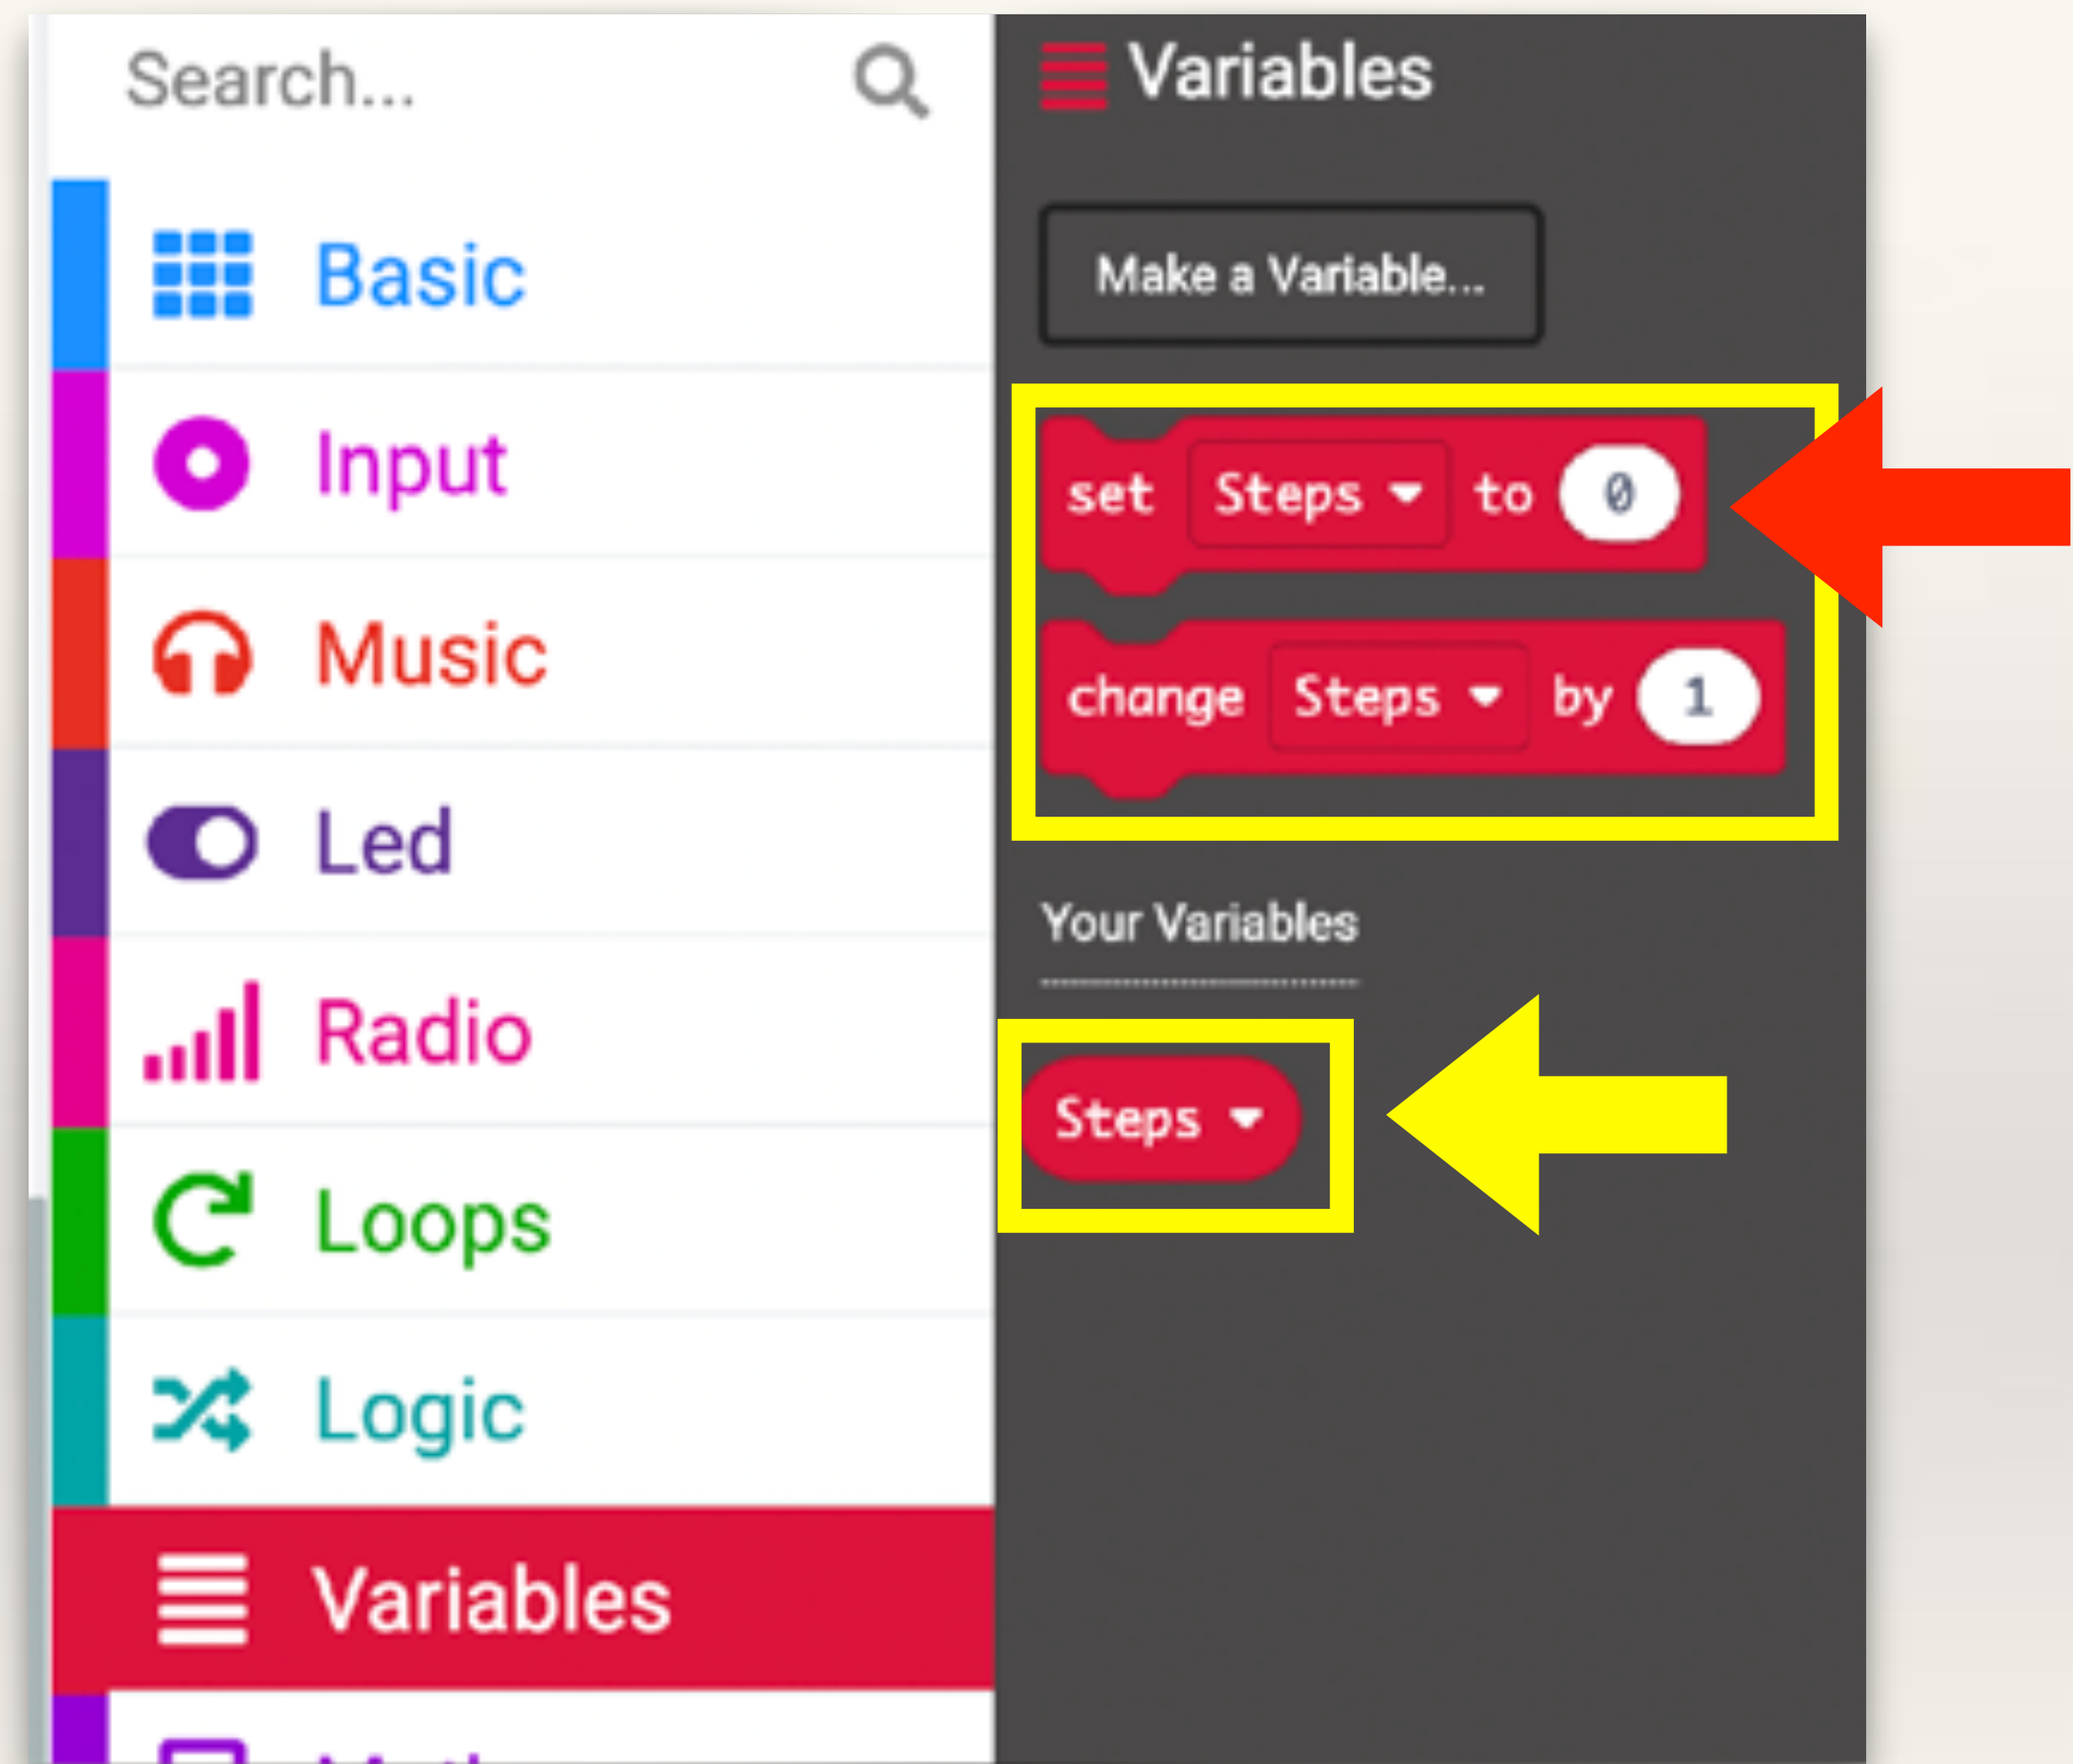 Search...
Basic
Input
Music
Led
Radio
Loops
Logic
Variables
Variables
Make a Variable...
set Steps to 0
change Steps by 1
Your Variables
Steps